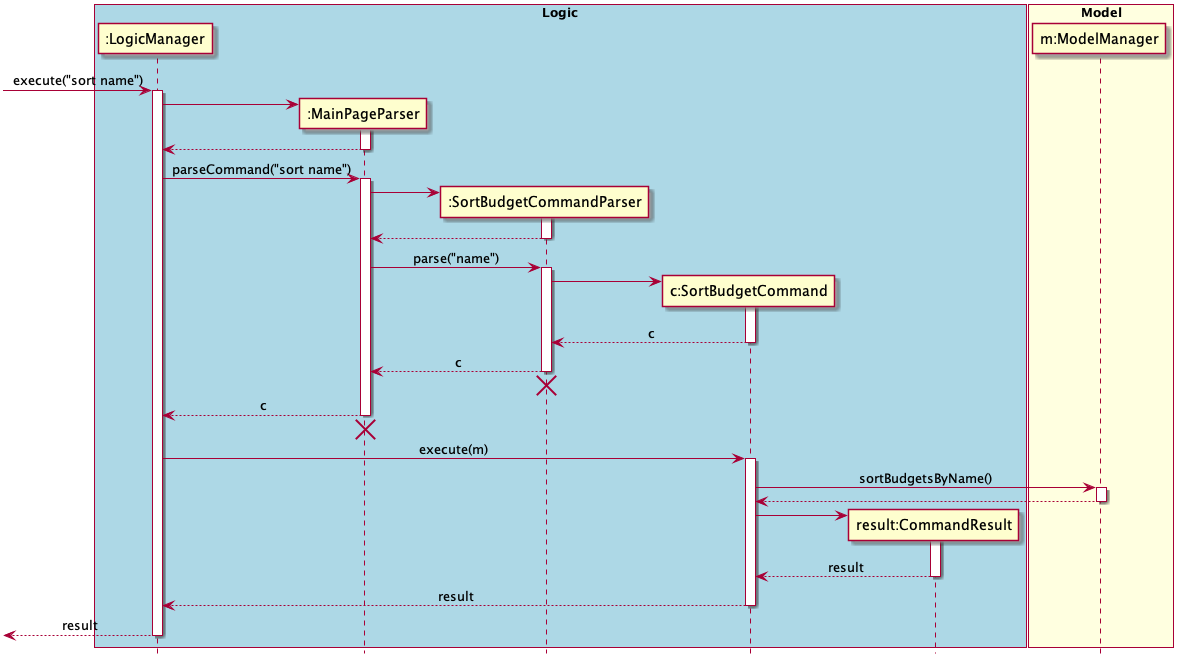 Logic
Model
:LogicManager
m:ModelManager
execute("sort name")
:MainPageParser
parseCommand("sort name")
:SortBudgetCommandParser
parse("name")
c:SortBudgetCommand
c
c
c
execute(m)
sortBudgetsByName()
result:CommandResult
result
result
result